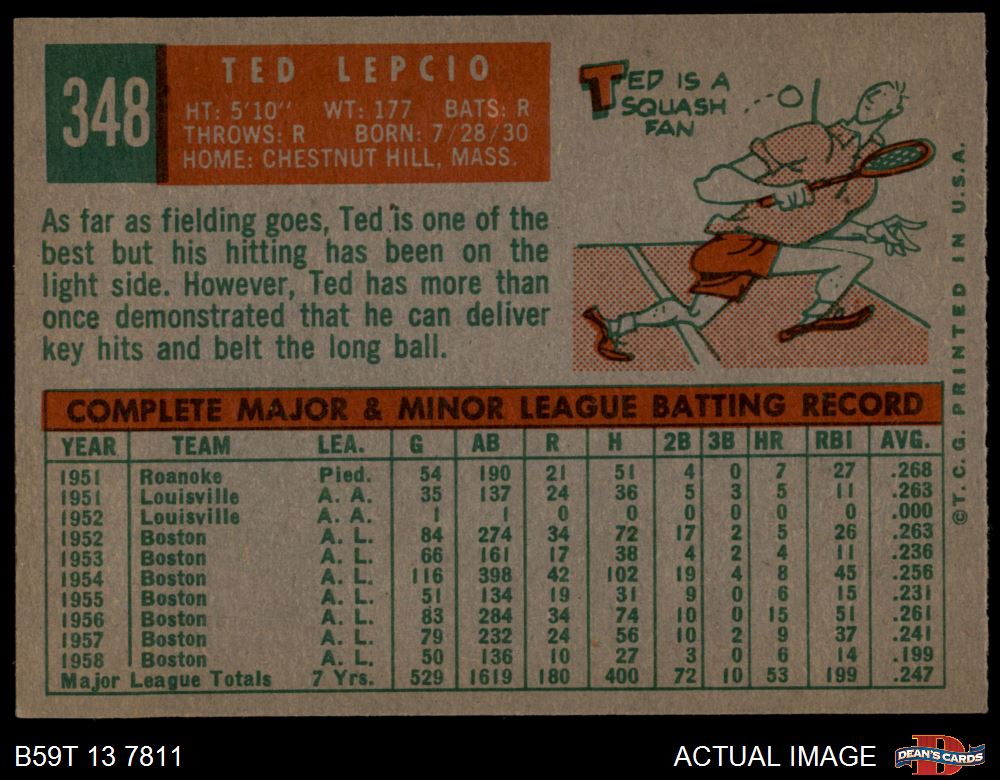 348
TED LEPCIO
HT: 5'10" WT: 177 BATS: R
THROWS: R BORN: 7/28/30
HOME: CHESTNUT HILL, MASS.
TED IS A
SQUASH
FAN
As far as fielding goes, Ted is one of the
best but his hitting has been on the
light side. However, Ted has more than
once demonstrated that he can deliver
key hits and belt the long ball.
COMPLETE MAJOR & MINOR LEAGUE BATTING RECORD
YEAR TEAM LEA. G AB R H 2B 3B HR RBI AVG.
1951 Roanoke Pied. 54 190 21 51 4 0 7 27 .268
1951 Louisville A. A. 35 137 24 36 5 3 5 11 .263
1952 Louisville A. A. 1 1 0 0 0 0 0 0 .000
1952 Boston A. L. 84 274 34 72 17 2 5 26 .263
1953 Boston A. L. 66 161 17 38 4 2 4 11 .236
1954 Boston A. L. 116 398 42 102 19 4 8 45 .256
1955 Boston A. L. 51 134 19 31 9 0 6 15 .231
1956 Boston A. L. 83 284 34 74 10 0 15 51 .261
1957 Boston A. L. 79 232 24 56 10 2 9 37 .241
1958 Boston A. L. 50 136 10 27 3 0 6 14 .199
Major League Totals 7 Yrs. 529 1619 180 400 72 10 53 199 .247
©T.C.G. PRINTED IN U.S.A.
B59T 13 7811
ACTUAL IMAGE
D
DEAN'S CARDS